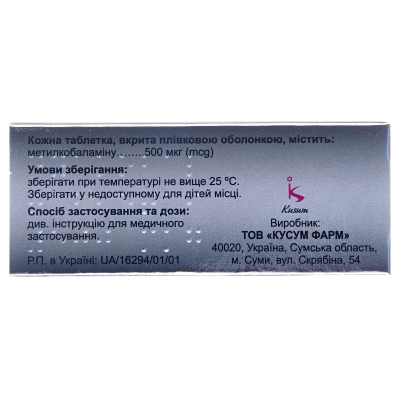 Кожна таблетка, вкрита плівковою оболонкою, містить:
метилкобаламіну........500 мкг (mcg)
Умови зберігання:
зберігати при температурі не вище 25 ºС.
Зберігати у недоступному для дітей місці.
Спосіб застосування та дози:
див. інструкцію для медичного
застосування.
Р.П. в Україні: UA/16294/01/01
Kusum
Виробник:
ТОВ «КУСУМ ФАРМ»
40020, Україна, Сумська область,
м. Суми, вул. Скрябіна, 54